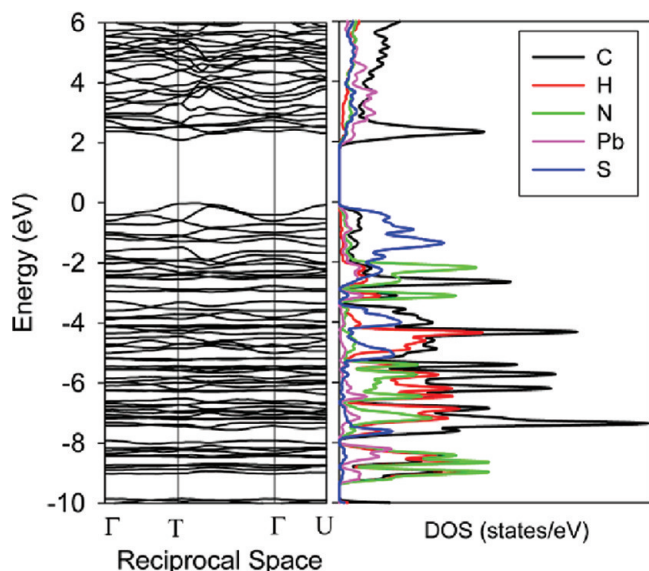 6
4
2
0
-2
-4
-6
-8
-10
Energy (eV)
C
H
N
Pb
S
Γ T Γ U
Reciprocal Space
DOS (states/eV)